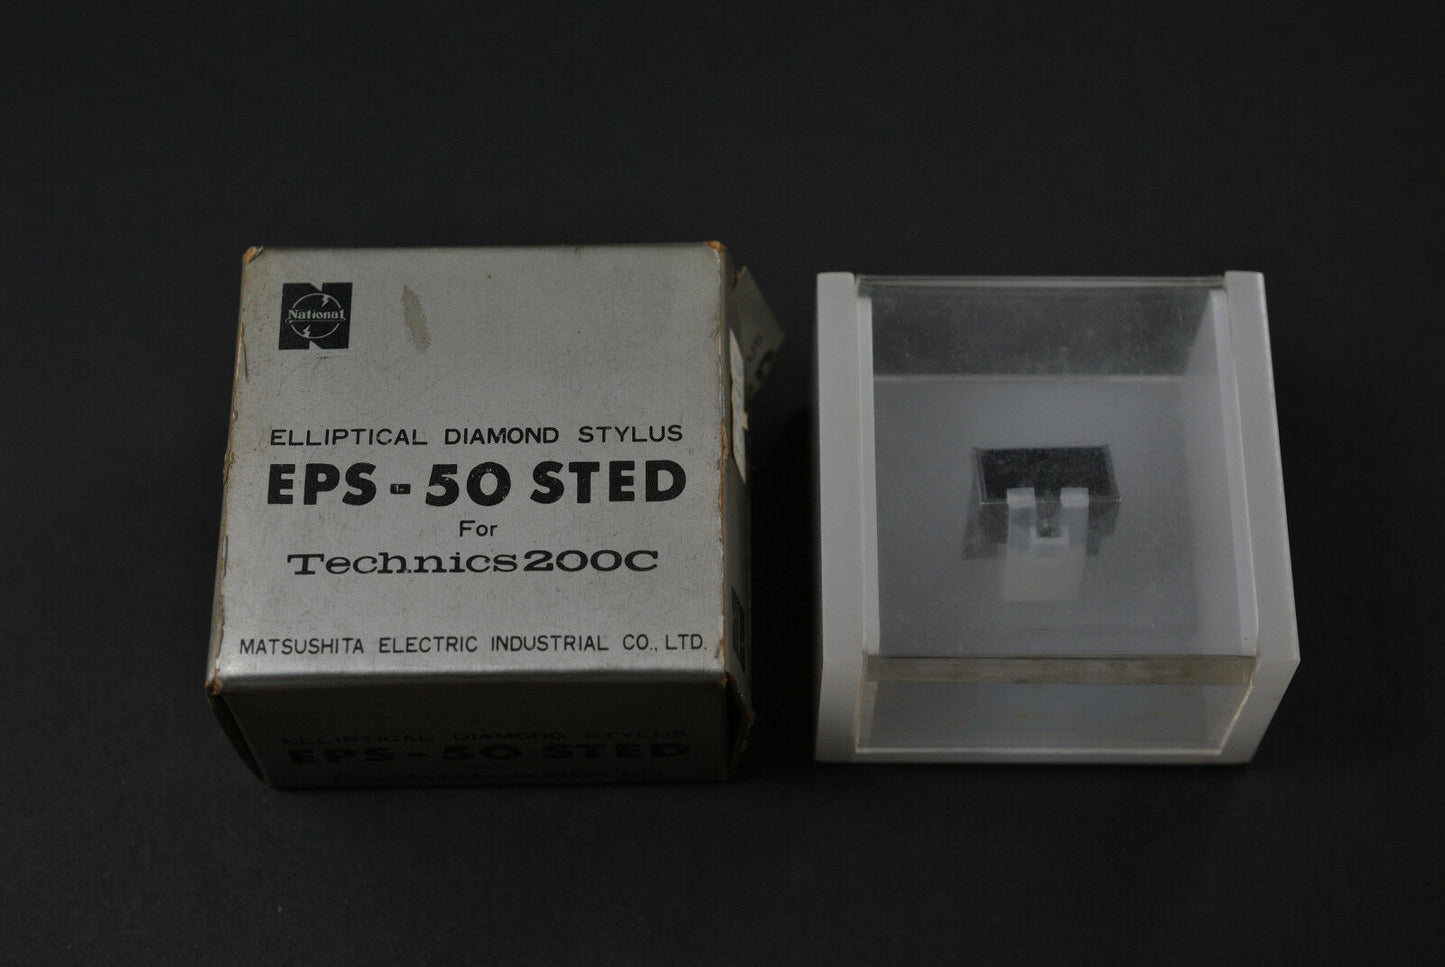 National
ELLIPTICAL DIAMOND STYLUS
EPS-50 STED
For
Technics200C
MATSUSHITA ELECTRIC INDUSTRIAL CO., LTD.
ELLIPTICAL DIAMOND STYLUS
EPS-50 STED